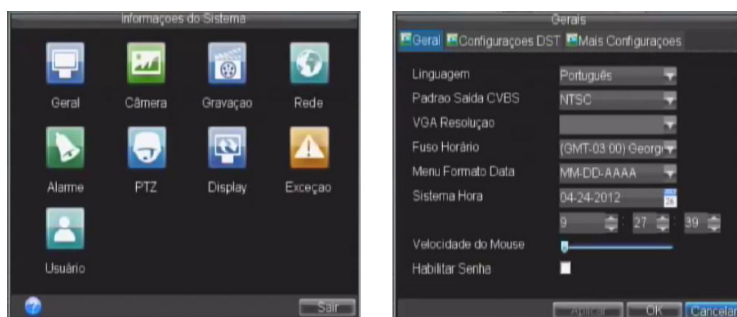 Informaçoes do Sistema
Geral Câmera Gravaçao Rede
Alarme PTZ Display Exceçao
Usuário
Sair
Gerais
Geral Configuraçoes DST Mais Configuraçoes
Linguagem Português
Padrao Saida CVBS NTSC
VGA Resoluçao
Fuso Horário (GMT-03:00) Georgi
Menu Formato Data MM-DD-AAAA
Sistema Hora 04-24-2012
9 : 27 : 39
Velocidade do Mouse
Habilitar Senha
Aplicar OK Cancelar